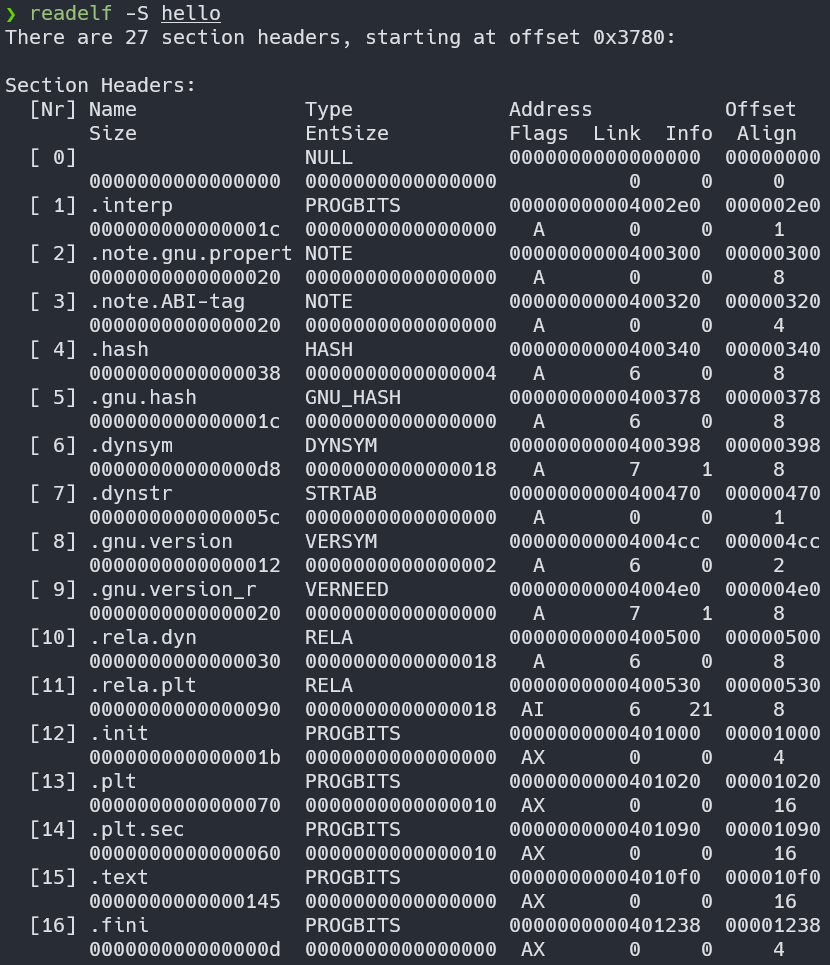 ❯ readelf -S hello
There are 27 section headers, starting at offset 0x3780:

Section Headers:
  [Nr] Name              Type             Address           Offset
       Size              EntSize          Flags  Link  Info  Align
  [ 0]                   NULL             0000000000000000  00000000
       0000000000000000  0000000000000000           0     0     0
  [ 1] .interp           PROGBITS         00000000004002e0  000002e0
       000000000000001c  0000000000000000   A       0     0     1
  [ 2] .note.gnu.propert NOTE             0000000000400300  00000300
       0000000000000020  0000000000000000   A       0     0     8
  [ 3] .note.ABI-tag     NOTE             0000000000400320  00000320
       0000000000000020  0000000000000000   A       0     0     4
  [ 4] .hash             HASH             0000000000400340  00000340
       0000000000000038  0000000000000004   A       6     0     8
  [ 5] .gnu.hash         GNU_HASH         0000000000400378  00000378
       000000000000001c  0000000000000000   A       6     0     8
  [ 6] .dynsym           DYNSYM           0000000000400398  00000398
       00000000000000d8  0000000000000018   A       7     1     8
  [ 7] .dynstr           STRTAB           0000000000400470  00000470
       000000000000005c  0000000000000000   A       0     0     1
  [ 8] .gnu.version      VERSYM           00000000004004cc  000004cc
       0000000000000012  0000000000000002   A       6     0     2
  [ 9] .gnu.version_r    VERNEED          00000000004004e0  000004e0
       0000000000000020  0000000000000000   A       7     1     8
  [10] .rela.dyn         RELA             0000000000400500  00000500
       0000000000000030  0000000000000018   A       6     0     8
  [11] .rela.plt         RELA             0000000000400530  00000530
       0000000000000090  0000000000000018  AI       6    21     8
  [12] .init             PROGBITS         0000000000401000  00001000
       000000000000001b  0000000000000000  AX       0     0     4
  [13] .plt              PROGBITS         0000000000401020  00001020
       0000000000000070  0000000000000010  AX       0     0     16
  [14] .plt.sec          PROGBITS         0000000000401090  00001090
       0000000000000060  0000000000000010  AX       0     0     16
  [15] .text             PROGBITS         00000000004010f0  000010f0
       0000000000000145  0000000000000000  AX       0     0     16
  [16] .fini             PROGBITS         0000000000401238  00001238
       000000000000000d  0000000000000000  AX       0     0     4